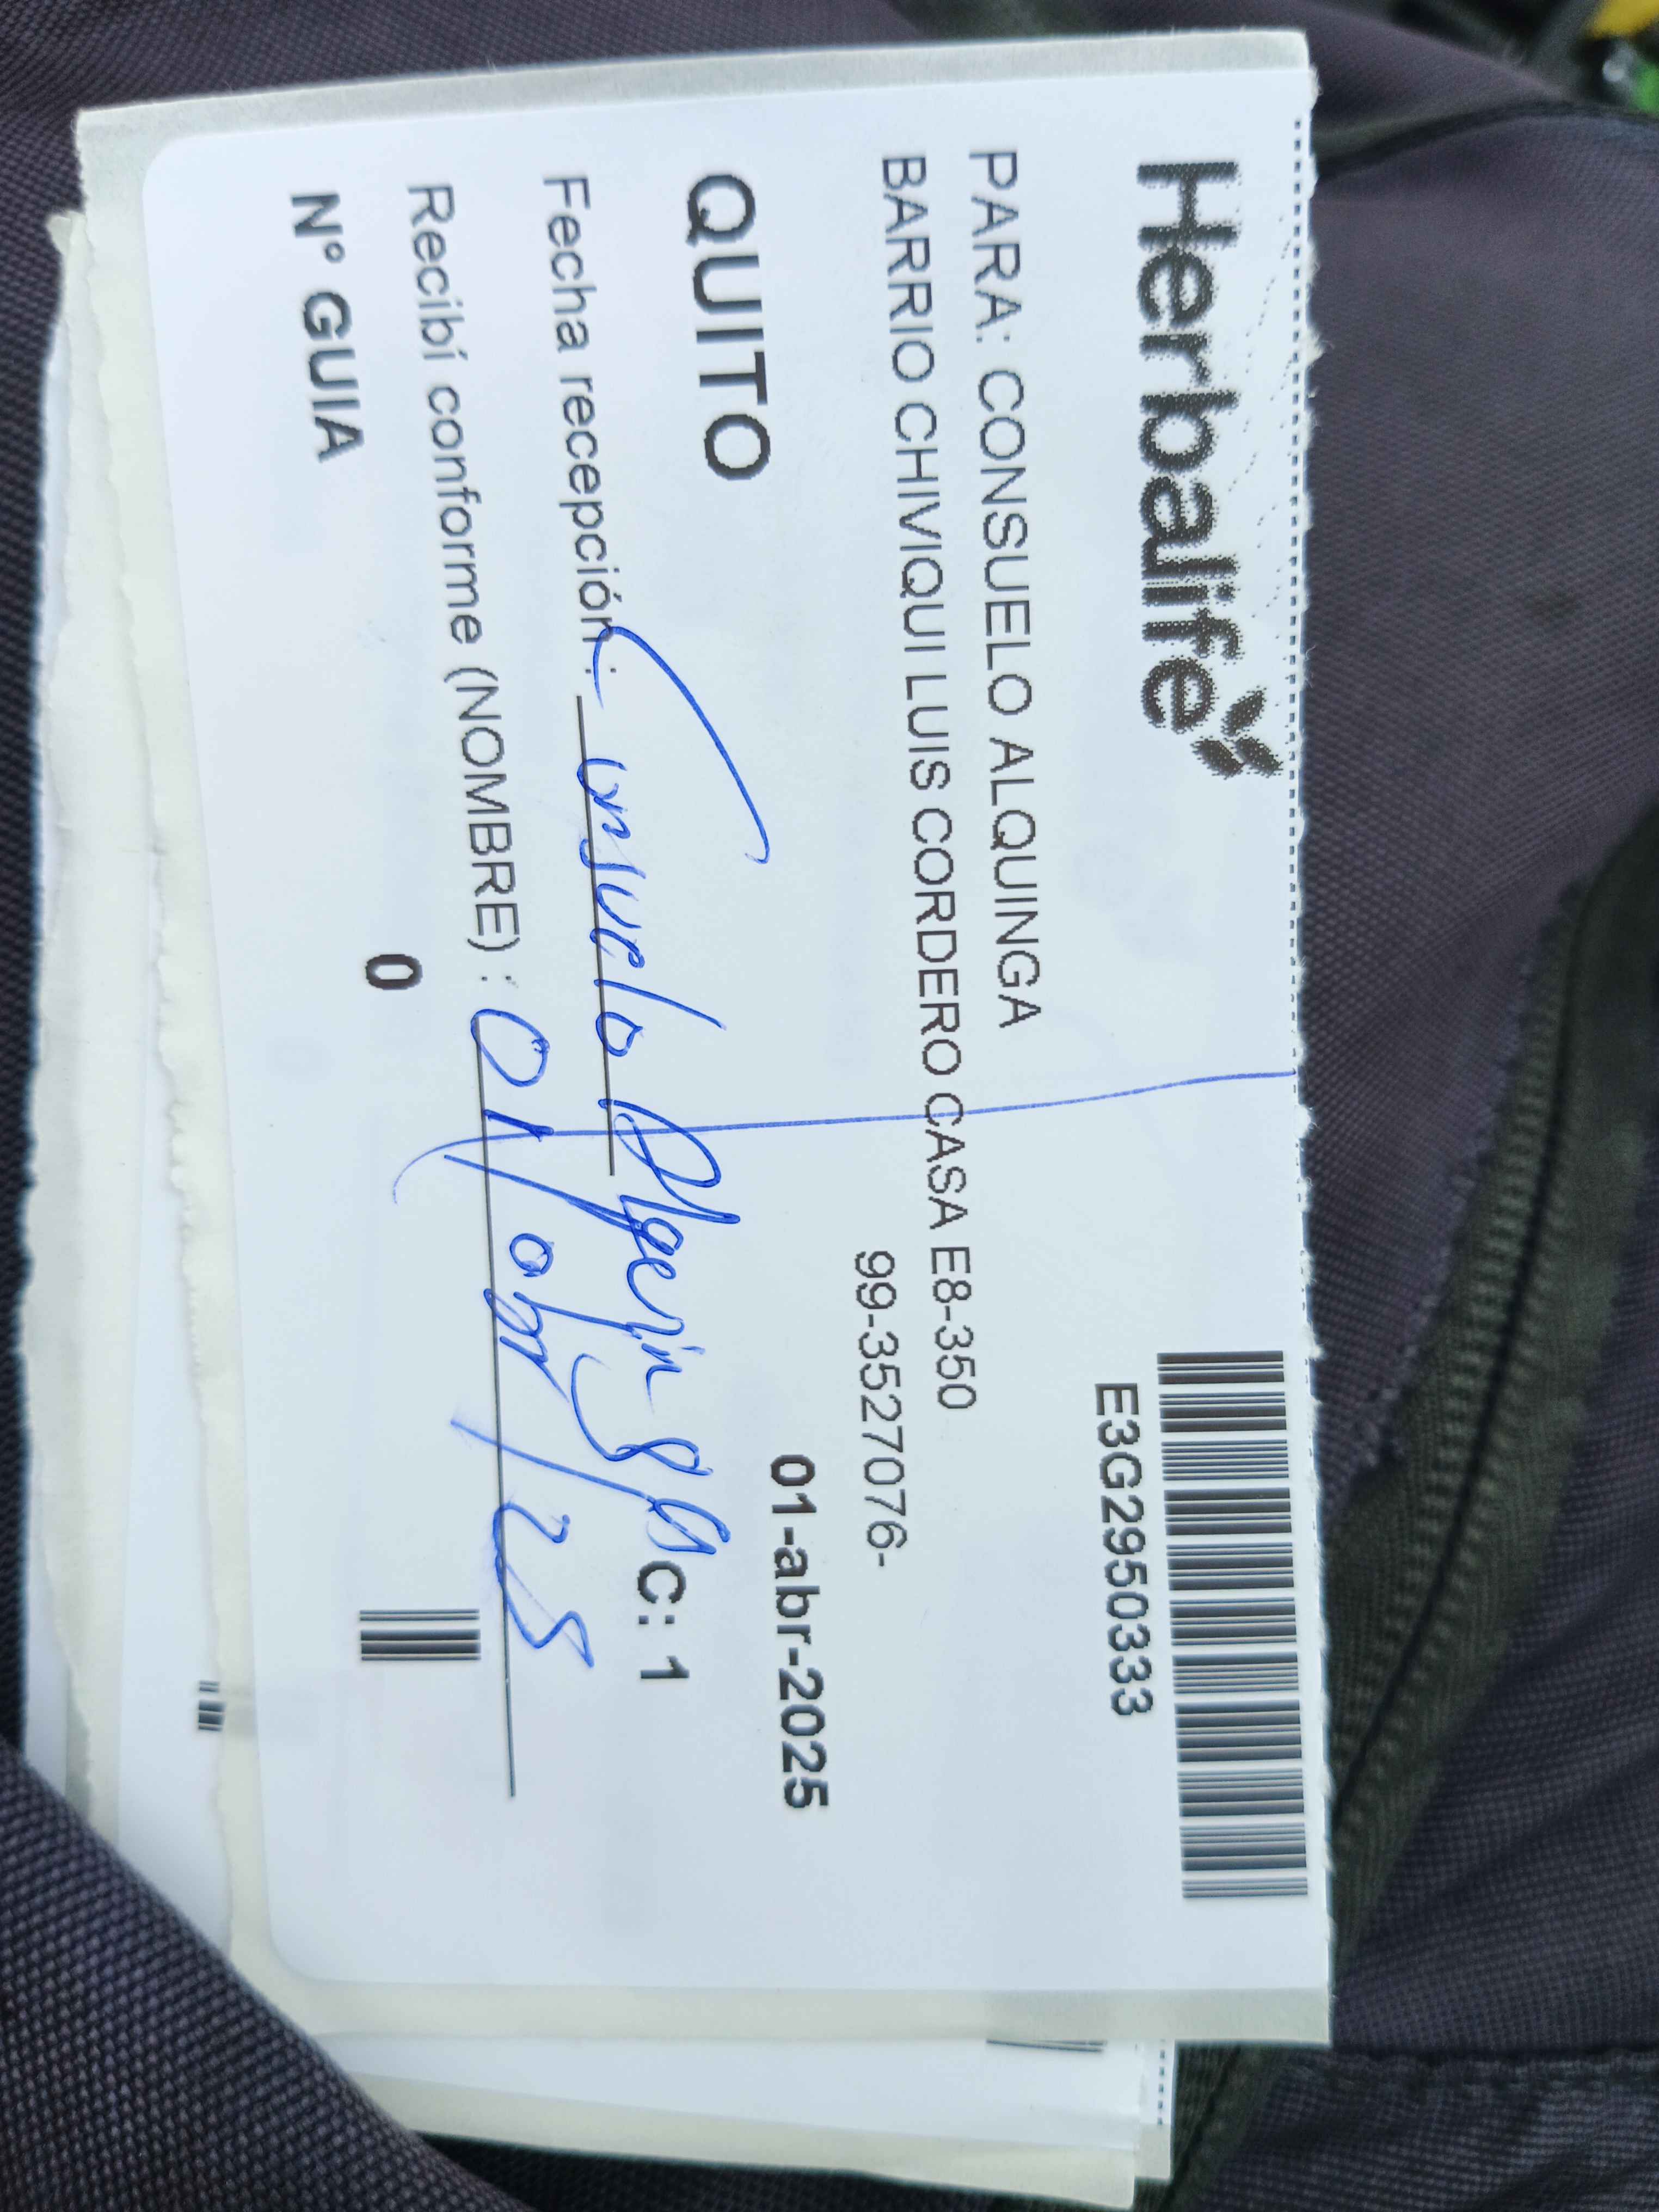 Herbalife
E3G2950333
PARA: CONSUELO ALQUINGA
BARRIO CHIVIQUI LUIS CORDERO CASA E8-350
99-3527076-
QUITO
01-abr-2025
Fecha recepción: Consuelo C: 1
Recibí conforme (NOMBRE) : 01/abr/25
Nº GUIA 0